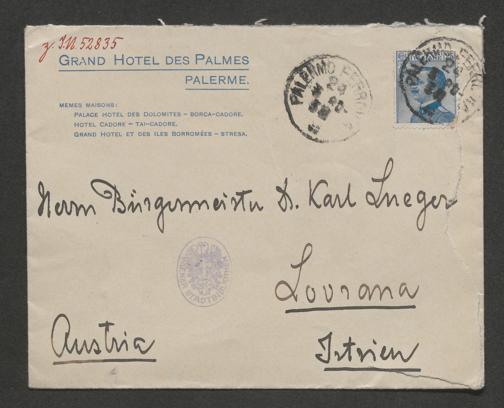 z. I.N. 52835
GRAND HOTEL DES PALMES
PALERME.
MEMES MAISONS:
PALACE HOTEL DES DOLOMITES – BORCA-CADORE.
HOTEL CADORE – TAI-CADORE.
GRAND HOTEL ET DES ILES BORROMÉES – STRESA.
PALERMO FERROVIA
Herrn Bürgermeister Dr. Karl Lueger
Lovrana
Austria
Istrien